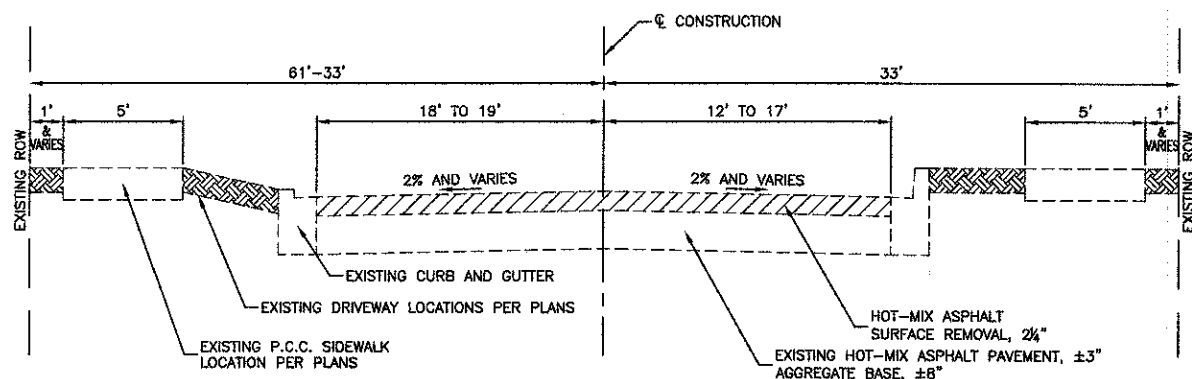 ℄ CONSTRUCTION
61'-33'
33'
1'
&
VARIES
5'
18' TO 19'
12' TO 17'
5'
1'
&
VARIES
EXISTING ROW
2% AND VARIES
2% AND VARIES
EXISTING ROW
EXISTING CURB AND GUTTER
EXISTING DRIVEWAY LOCATIONS PER PLANS
EXISTING P.C.C. SIDEWALK
LOCATION PER PLANS
HOT-MIX ASPHALT
SURFACE REMOVAL, 2¼"
EXISTING HOT-MIX ASPHALT PAVEMENT, ±3"
AGGREGATE BASE, ±8"